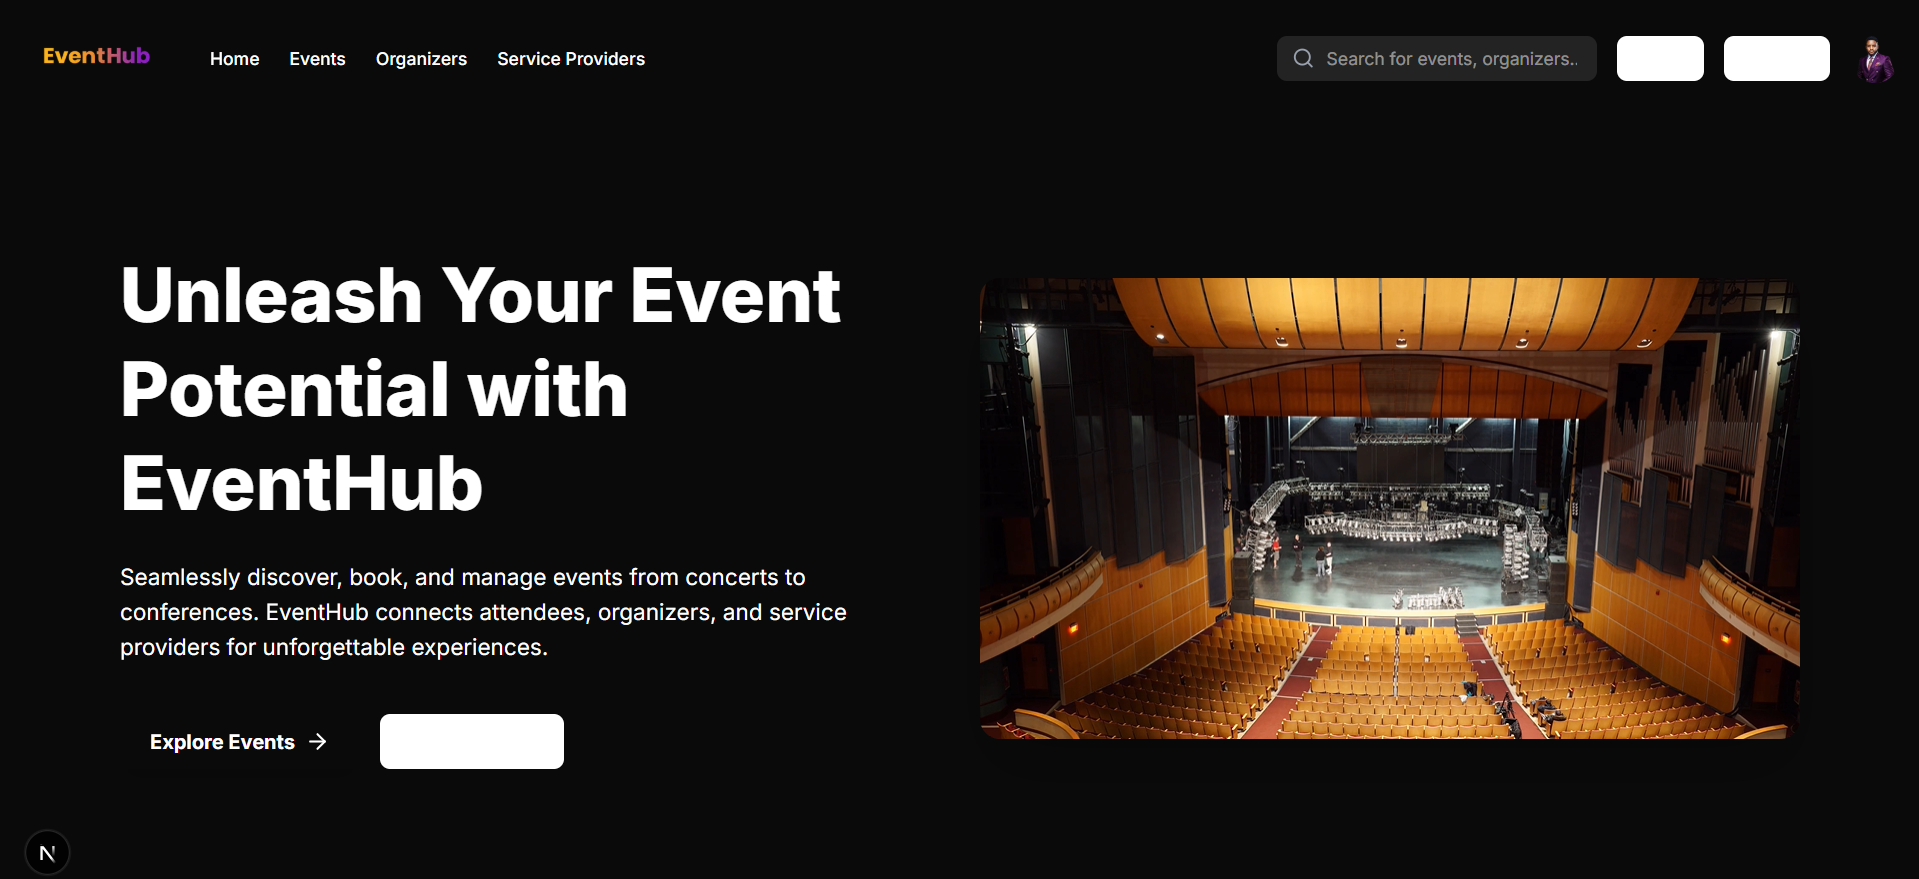 EventHub
Home
Events
Organizers
Service Providers
Search for events, organizers..
Unleash Your Event
Potential with
EventHub
Seamlessly discover, book, and manage events from concerts to
conferences. EventHub connects attendees, organizers, and service
providers for unforgettable experiences.
Explore Events
N